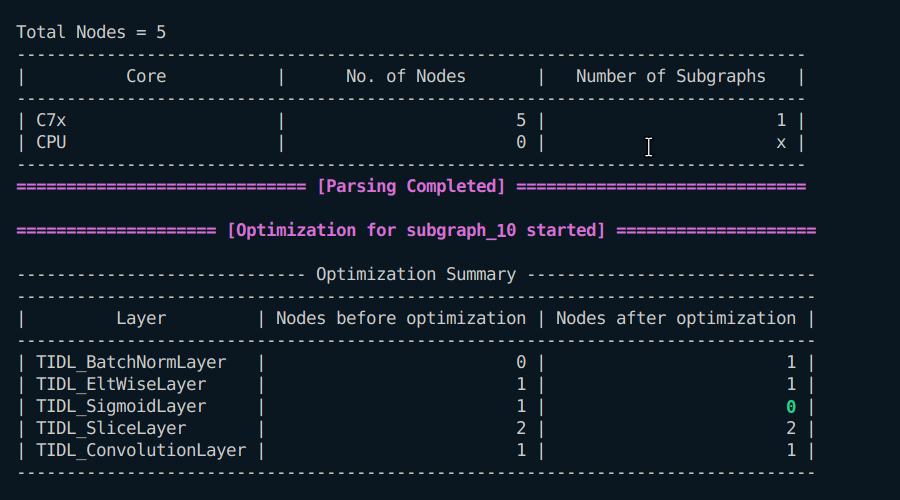 Total Nodes = 5
-------------------------------------------------------------------------------
|          Core           |      No. of Nodes       |   Number of Subgraphs   |
-------------------------------------------------------------------------------
| C7x                     |                       5 |                       1 |
| CPU                     |                       0 |                       x |
-------------------------------------------------------------------------------
============================= [Parsing Completed] =============================
==================== [Optimization for subgraph_10 started] ====================
----------------------------- Optimization Summary -----------------------------
--------------------------------------------------------------------------------
|         Layer         | Nodes before optimization | Nodes after optimization |
--------------------------------------------------------------------------------
| TIDL_BatchNormLayer   |                         0 |                        1 |
| TIDL_EltWiseLayer     |                         1 |                        1 |
| TIDL_SigmoidLayer     |                         1 |                        0 |
| TIDL_SliceLayer       |                         2 |                        2 |
| TIDL_ConvolutionLayer |                         1 |                        1 |
--------------------------------------------------------------------------------